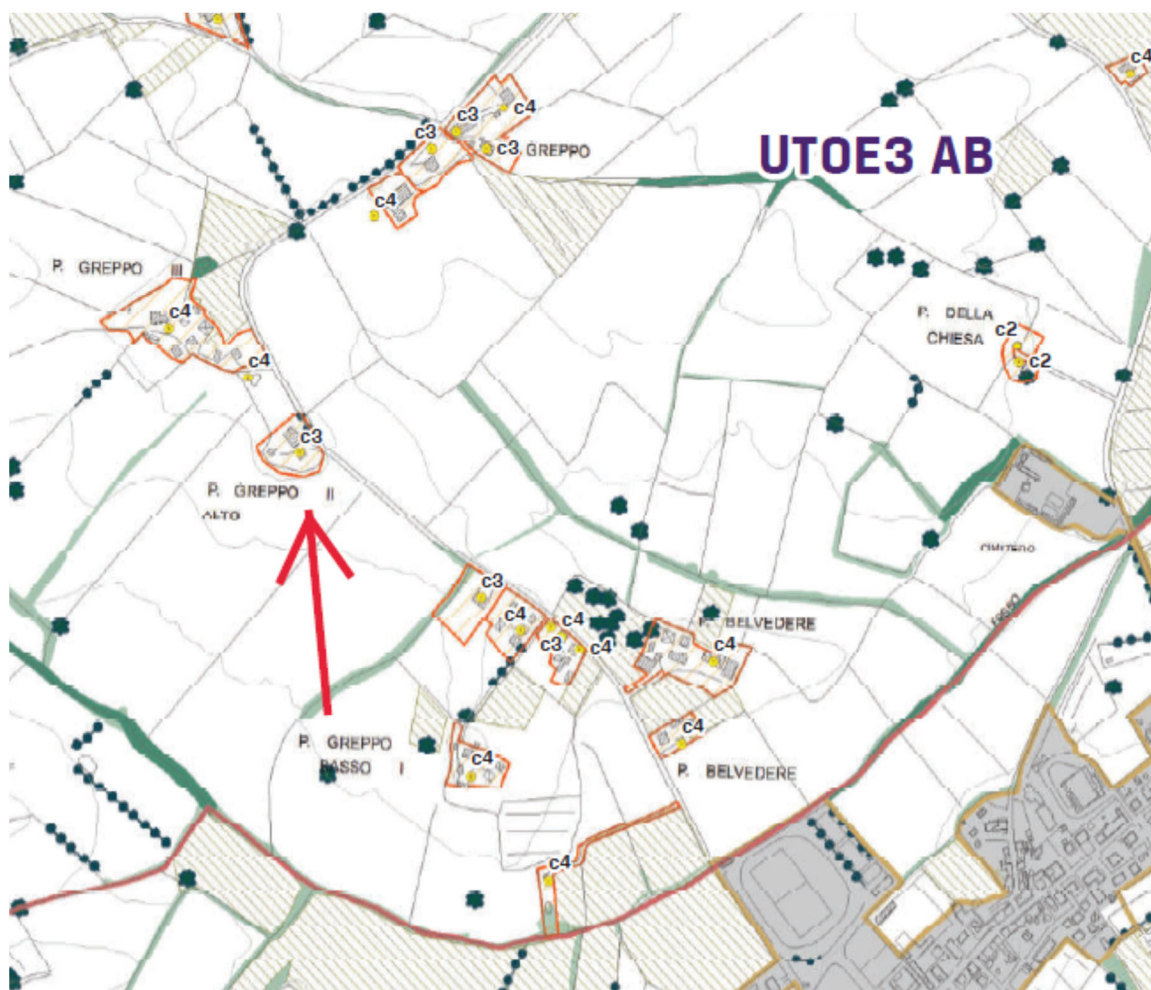 c4
c4
c3
c3
c3
GREPPO
UTOE3 AB
c4
P. GREPPO III
c4
c4
P. DELLA
CHIESA
c2
c2
c3
P. GREPPO II
ALTO
CIMITERO
c3
c4
c4
c3
c4
P. BELVEDERE
c4
c4
P. GREPPO
BASSO I
c4
P. BELVEDERE
c4